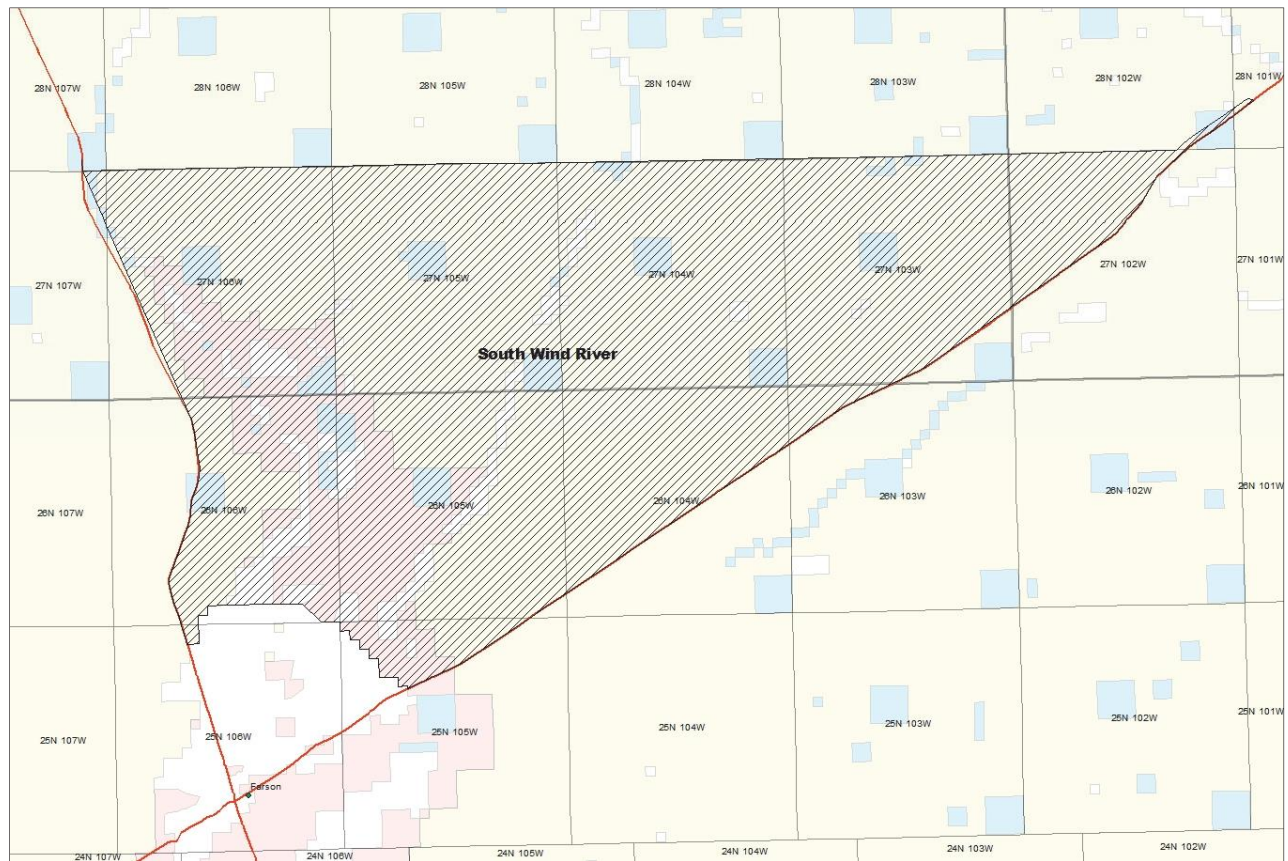 28N 107W
28N 106W
28N 105W
28N 104W
28N 103W
28N 102W
28N 101W
27N 107W
27N 106W
27N 105W
27N 104W
27N 103W
27N 102W
27N 101W
South Wind River
26N 107W
26N 106W
26N 105W
26N 104W
26N 103W
26N 102W
26N 101W
25N 107W
25N 106W
25N 105W
25N 104W
25N 103W
25N 102W
25N 101W
Farson
24N 107W
24N 106W
24N 105W
24N 104W
24N 103W
24N 102W